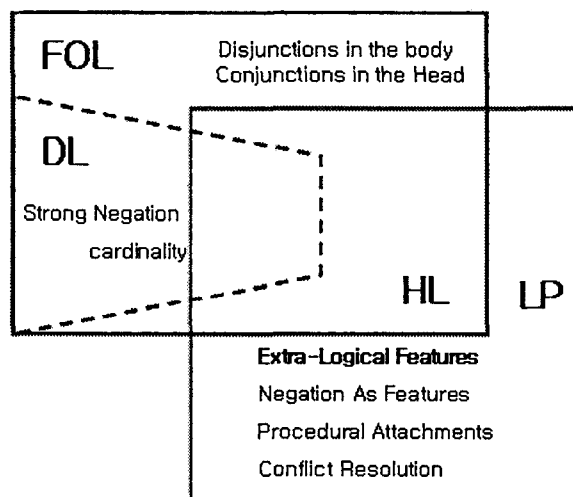 FOL
Disjunctions in the body
Conjunctions in the Head
DL
Strong Negation
cardinality
HL
LP
Extra-Logical Features
Negation As Features
Procedural Attachments
Conflict Resolution